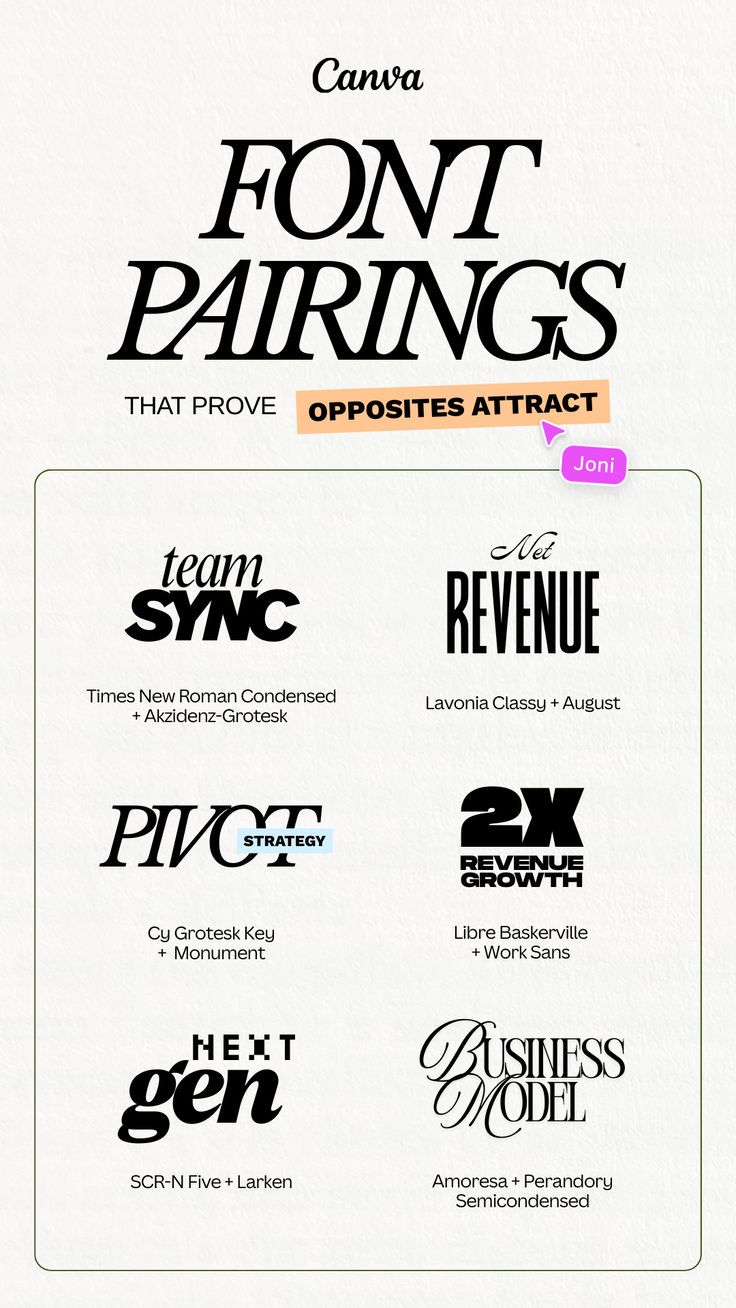 Canva
FONT
PAIRINGS
THAT PROVE OPPOSITES ATTRACT
Joni
team
SYNC
Times New Roman Condensed
+ Akzidenz-Grotesk
Net
REVENUE
Lavonia Classy + August
PIVOT
STRATEGY
Cy Grotesk Key
+ Monument
2X
REVENUE
GROWTH
Libre Baskerville
+ Work Sans
NEXT
gen
SCR-N Five + Larken
BUSINESS
MODEL
Amoresa + Perandory
Semicondensed